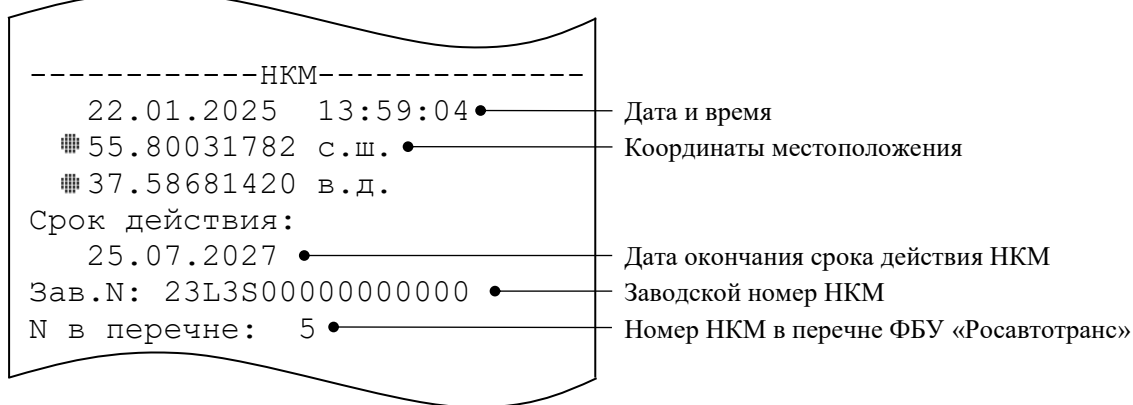 ------------НКМ--------------
22.01.2025 13:59:04
Дата и время
55.80031782 с.ш.
Координаты местоположения
37.58681420 в.д.
Срок действия:
25.07.2027
Дата окончания срока действия НКМ
Зав.N: 23L3S00000000000
Заводской номер НКМ
N в перечне: 5
Номер НКМ в перечне ФБУ «Росавтотранс»